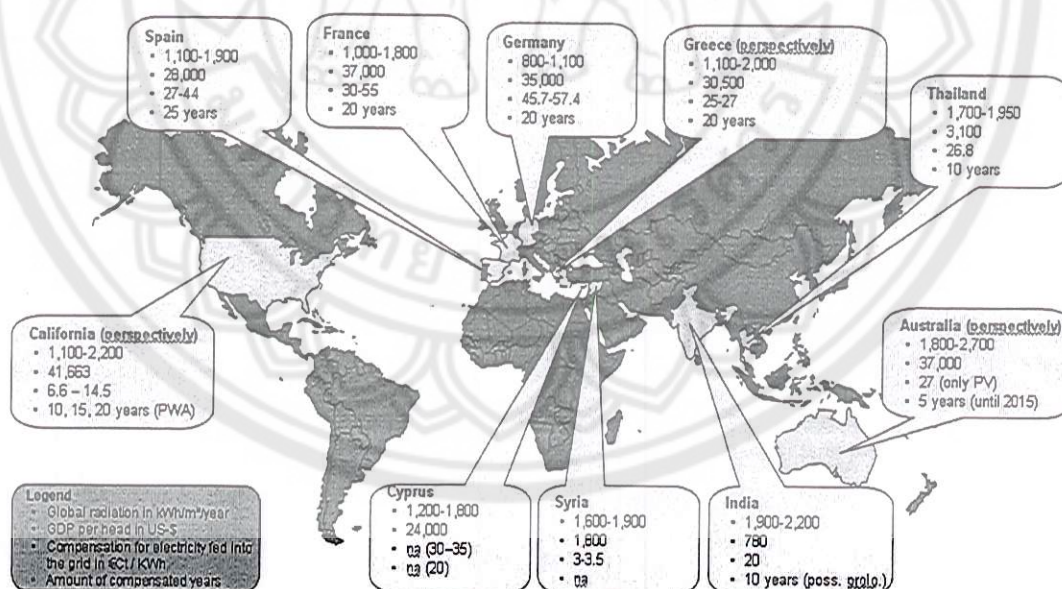 Spain
• 1,100-1,900
• 28,000
• 27-44
• 25 years
France
• 1,000-1,800
• 37,000
• 30-55
• 20 years
Germany
• 800-1,100
• 35,000
• 45.7-57.4
• 20 years
Greece (perspectively)
• 1,100-2,000
• 30,500
• 25-27
• 20 years
Thailand
• 1,700-1,950
• 3,100
• 26.8
• 10 years
California (perspectively)
• 1,100-2,200
• 41,663
• 6.6 – 14.5
• 10, 15, 20 years (PWA)
Australia (perspectively)
• 1,800-2,700
• 37,000
• 27 (only PV)
• 5 years (until 2015)
Legend
• Global radiation in kWh/m²/year
• GDP per head in US-$
• Compensation for electricity fed into
the grid in €Ct / KWh
• Amount of compensated years
Cyprus
• 1,200-1,800
• 24,000
• na (30–35)
• na (20)
Syria
• 1,600-1,900
• 1,800
• 3-3.5
• na
India
• 1,900-2,200
• 780
• 20
• 10 years (poss. prolo.)